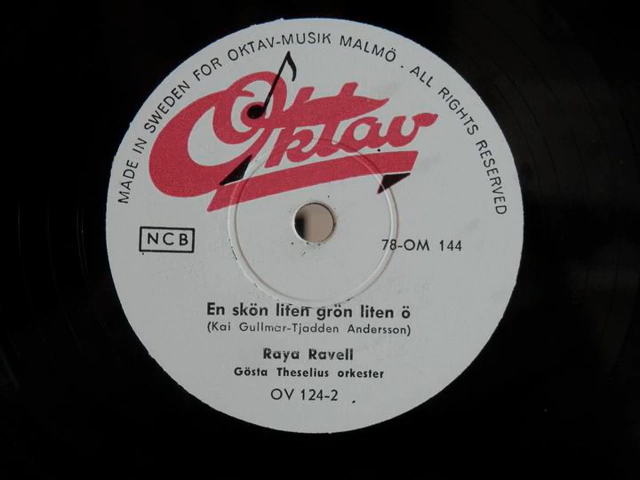 MADE IN SWEDEN FOR OKTAV-MUSIK MALMÖ . ALL RIGHTS RESERVED
Oktav
NCB
78-OM 144
En skön liten grön liten ö
(Kai Gullmar-Tjadden Andersson)
Raya Ravell
Gösta Theselius orkester
OV 124-2